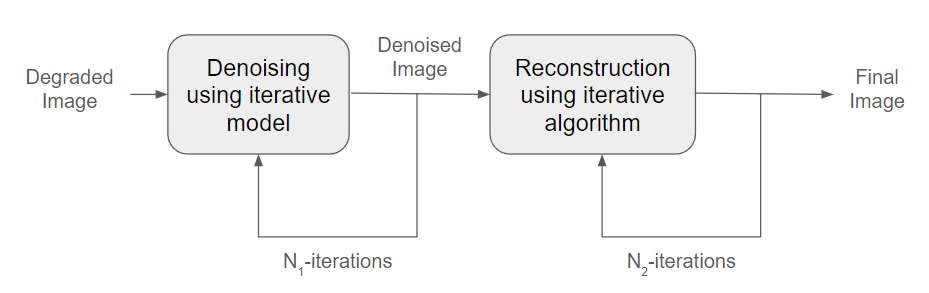 Degraded
Image
Denoising
using iterative
model
Denoised
Image
Reconstruction
using iterative
algorithm
Final
Image
N1-iterations
N2-iterations